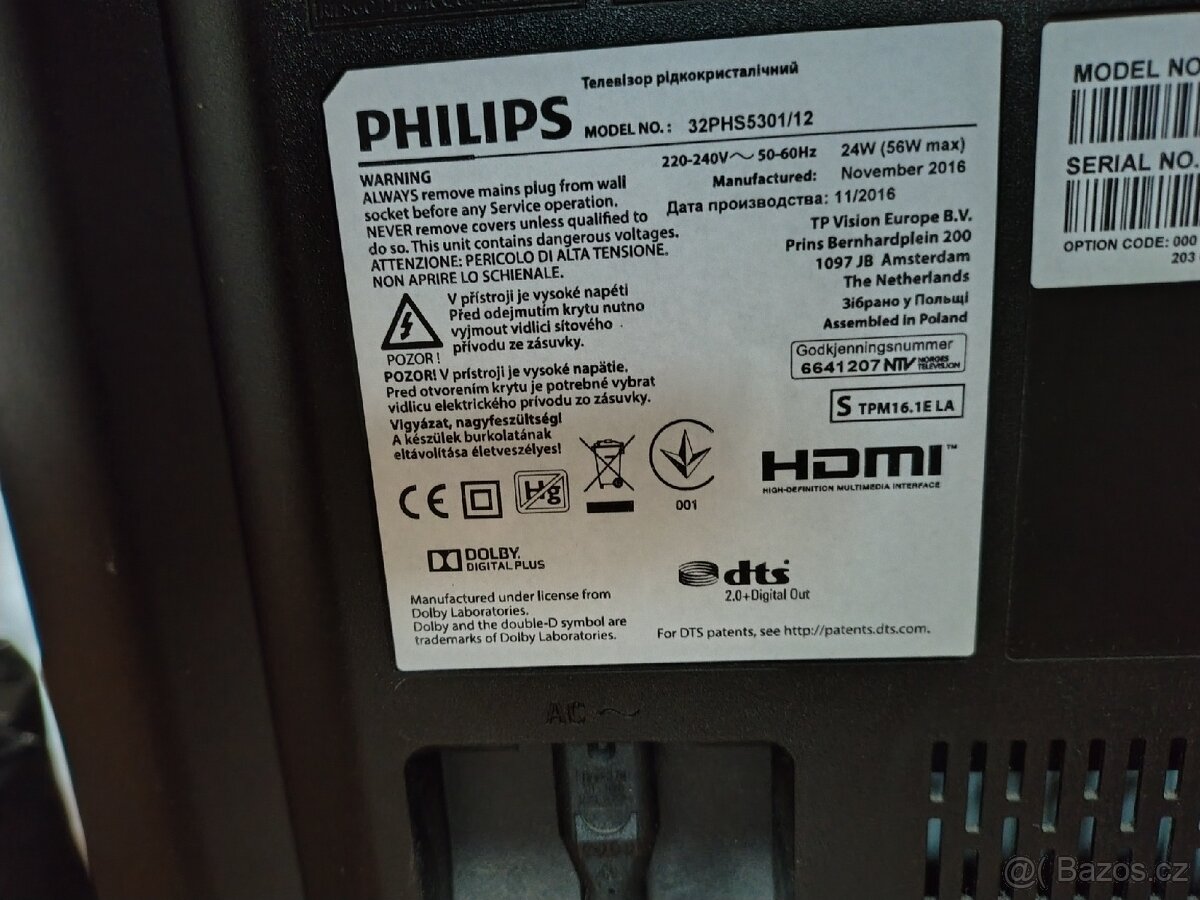 Телевізор рідкокристалічний
PHILIPS MODEL NO.: 32PHS5301/12
220-240V～ 50-60Hz 24W (56W max)
Manufactured: November 2016
Дата производства: 11/2016
TP Vision Europe B.V.
Prins Bernhardplein 200
1097 JB Amsterdam
The Netherlands
Зібрано у Польщі
Assembled in Poland
Godkjenningsnummer
6641207 NTV NORGES TELEVISJON
S TPM16.1E LA
WARNING
ALWAYS remove mains plug from wall
socket before any Service operation.
NEVER remove covers unless qualified to
do so. This unit contains dangerous voltages.
ATTENZIONE: PERICOLO DI ALTA TENSIONE.
NON APRIRE LO SCHIENALE.
V přístroji je vysoké napětí
Před odejmutím krytu nutno
vyjmout vidlici síťového
přívodu ze zásuvky.
POZOR!
POZOR! V prístroji je vysoké napätie.
Pred otvorením krytu je potrebné vybrat
vidlicu elektrického prívodu zo zásuvky.
Vigyázat, nagyfeszültség!
A készülek burkolatának
eltávolítása életveszélyes!
CE Hg
001
HDMI™
HIGH-DEFINITION MULTIMEDIA INTERFACE
DOLBY
DIGITAL PLUS
dts
2.0+Digital Out
Manufactured under license from
Dolby Laboratories.
Dolby and the double-D symbol are
trademarks of Dolby Laboratories.
For DTS patents, see http://patents.dts.com.
MODEL NO
SERIAL NO.
OPTION CODE: 000
203
AC ～
@( Bazos.cz